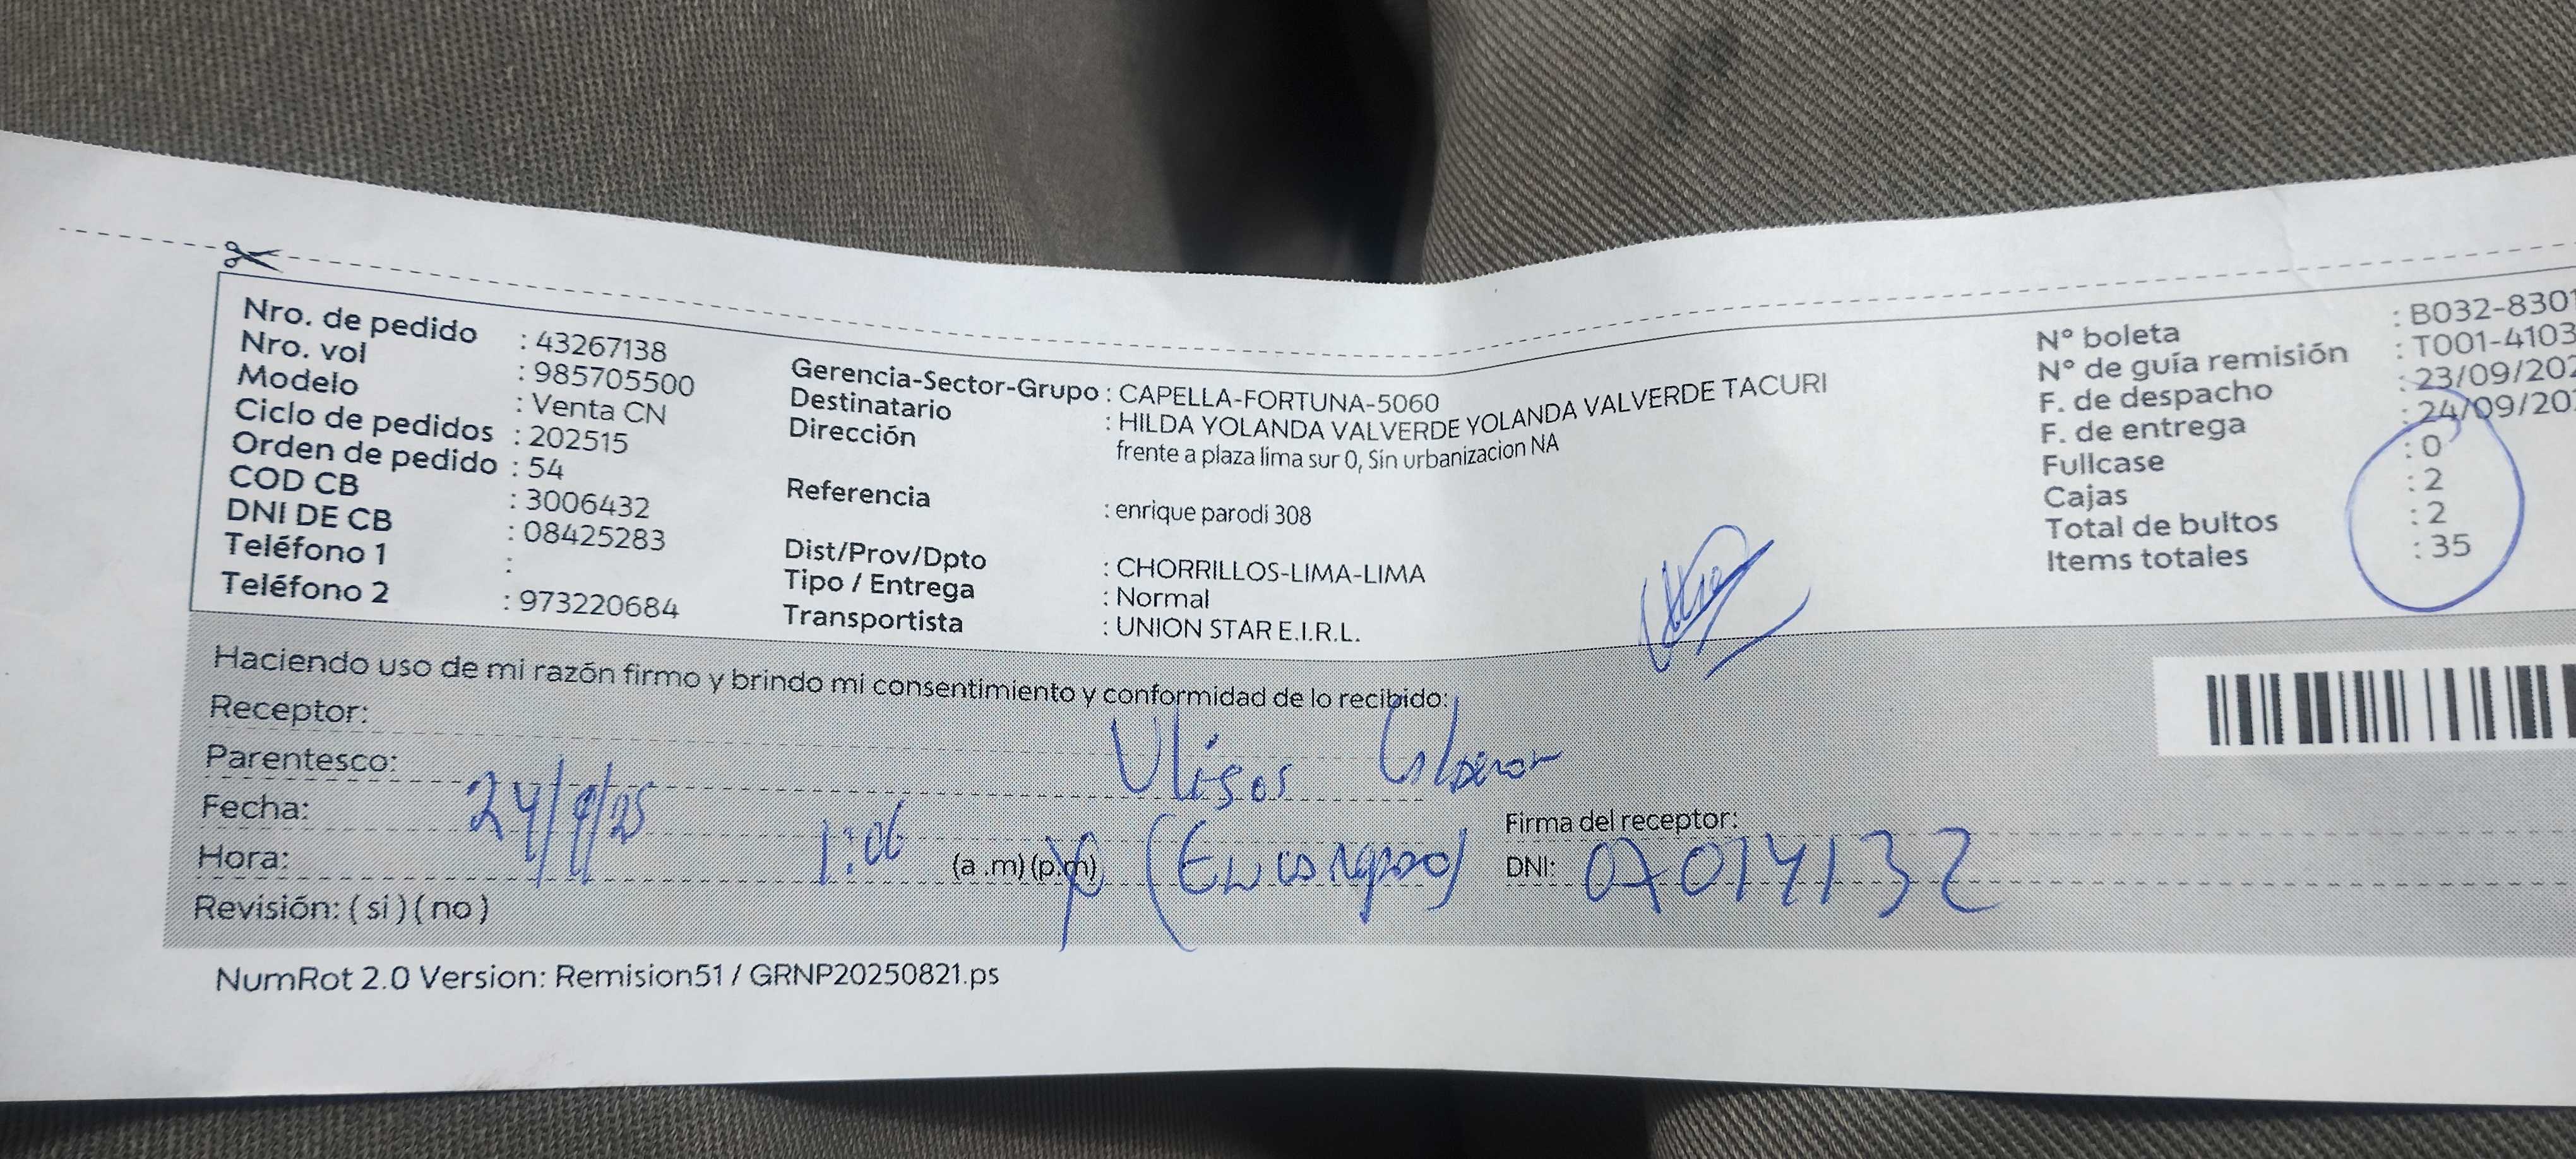 Nro. de pedido : 43267138
Nro. vol : 985705500
Modelo : Venta CN
Ciclo de pedidos : 202515
Orden de pedido : 54
COD CB : 3006432
DNI DE CB : 08425283
Teléfono 1 :
Teléfono 2 : 973220684
Gerencia-Sector-Grupo : CAPELLA-FORTUNA-5060
Destinatario : HILDA YOLANDA VALVERDE YOLANDA VALVERDE TACURI
Dirección : frente a plaza lima sur 0, Sin urbanizacion NA
Referencia : enrique parodi 308
Dist/Prov/Dpto : CHORRILLOS-LIMA-LIMA
Tipo / Entrega : Normal
Transportista : UNION STAR E.I.R.L.
N° boleta : B032-8301
N° de guía remisión : T001-4103
F. de despacho : 23/09/202
F. de entrega : 24/09/202
Fullcase : 0
Cajas : 2
Total de bultos : 2
Items totales : 35
Haciendo uso de mi razón firmo y brindo mi consentimiento y conformidad de lo recibido:
Receptor:
Parentesco:
Fecha: 24/9/25
Hora: 1:06 (a .m) (p.m)
Firma del receptor:
DNI: 07014132
Revisión: ( si ) ( no )
NumRot 2.0 Version: Remision51 / GRNP20250821.ps